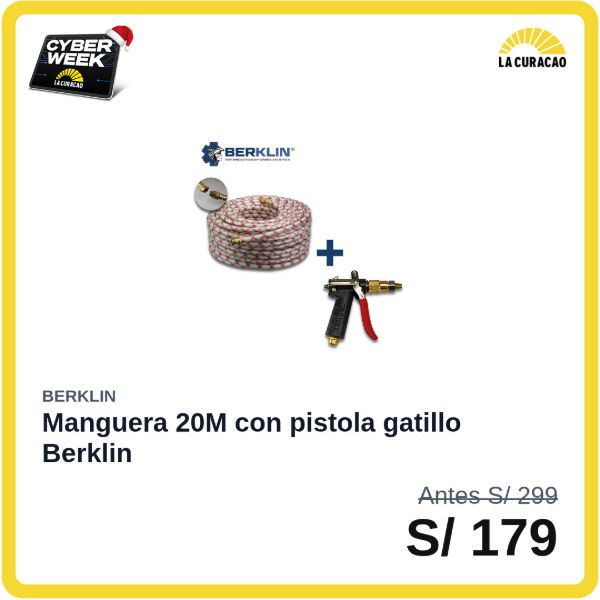 CYBER
WEEK
LA CURACAO
LA CURACAO
BERKLIN®
BERKLIN
Manguera 20M con pistola gatillo
Berklin
Antes S/ 299
S/ 179